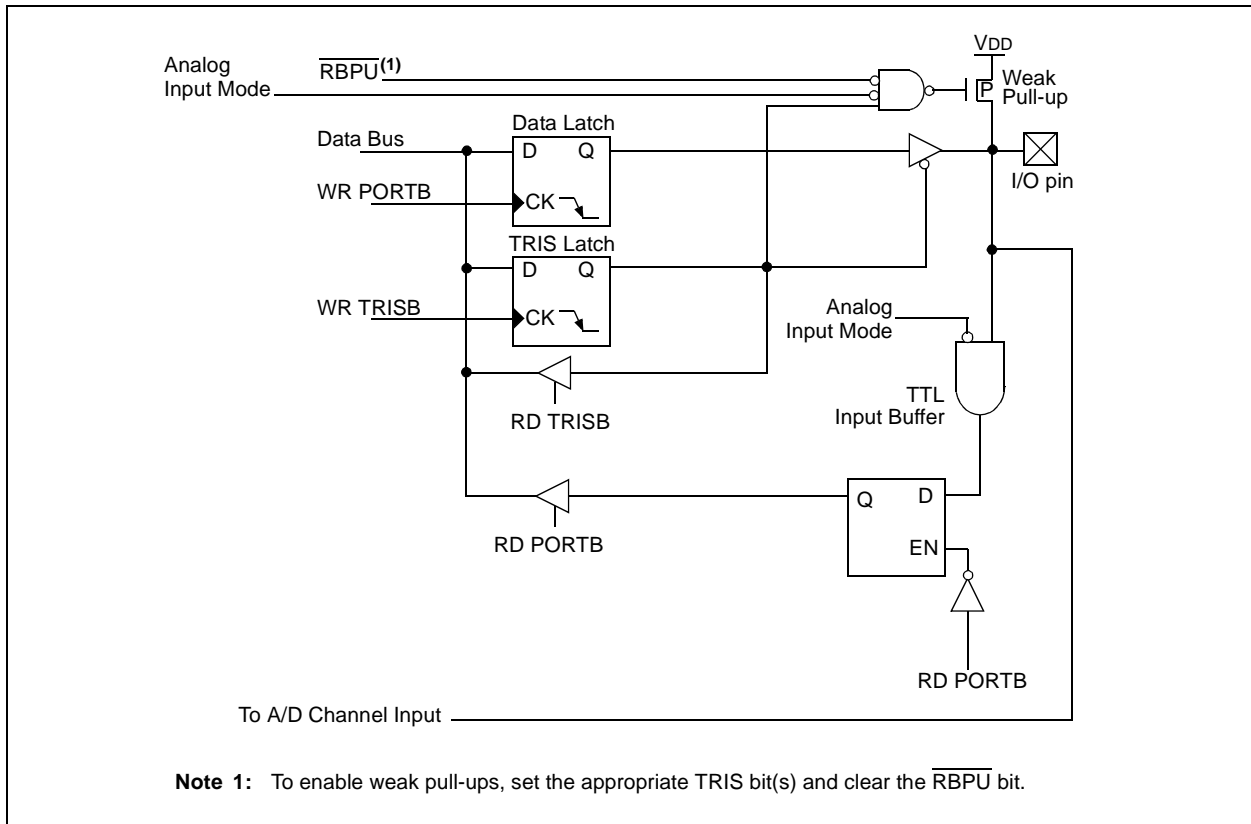 VDD
Analog
Input Mode
RBPU(1)
Weak
Pull-up
P
Data Latch
Data Bus
D Q
I/O pin
WR PORTB
CK
TRIS Latch
D Q
WR TRISB
CK
Analog
Input Mode
RD TRISB
TTL
Input Buffer
Q D
RD PORTB
EN
RD PORTB
To A/D Channel Input
Note 1: To enable weak pull-ups, set the appropriate TRIS bit(s) and clear the RBPU bit.